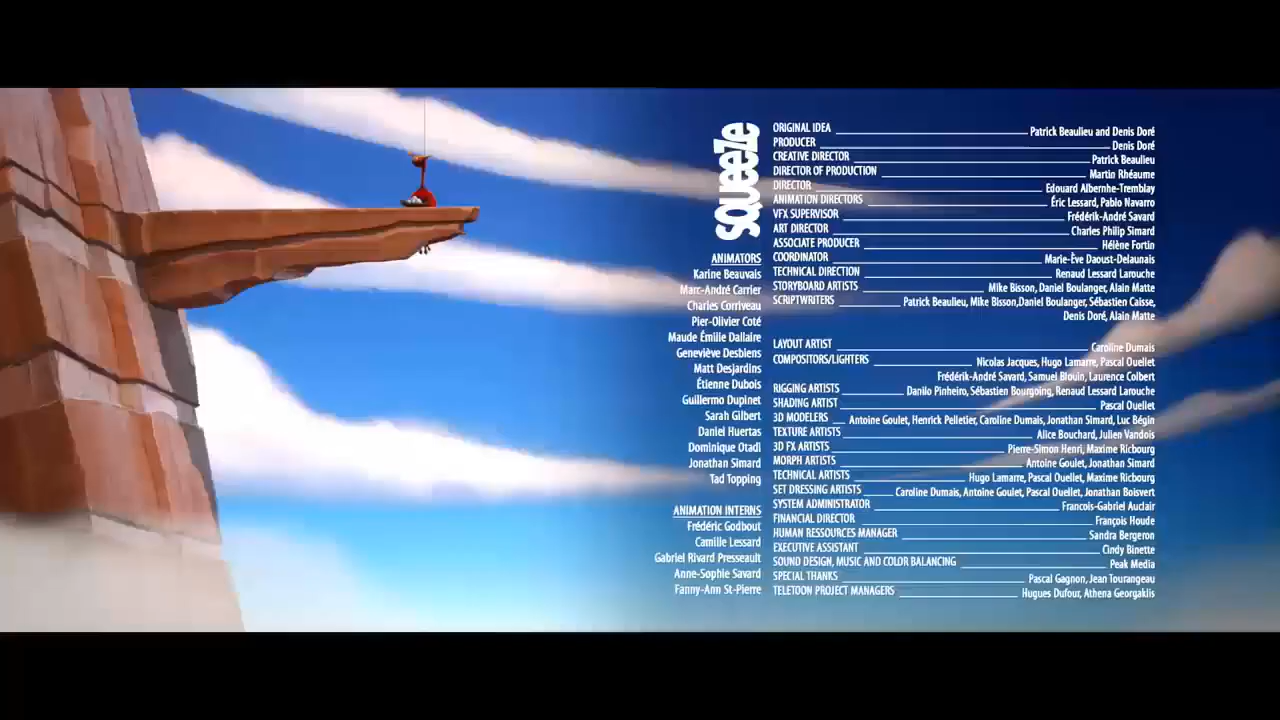 squeeze
ANIMATORS
Karine Beauvais
Marc-André Carrier
Charles Corriveau
Pier-Olivier Coté
Maude Émilie Dallaire
Geneviève Desbiens
Matt Desjardins
Étienne Dubois
Guillermo Dupinet
Sarah Gilbert
Daniel Huertas
Dominique Otadi
Jonathan Simard
Tad Topping
ANIMATION INTERNS
Frédéric Godbout
Camille Lessard
Gabriel Rivard Presseault
Anne-Sophie Savard
Fanny-Ann St-Pierre
ORIGINAL IDEA Patrick Beaulieu and Denis Doré
PRODUCER Denis Doré
CREATIVE DIRECTOR Patrick Beaulieu
DIRECTOR OF PRODUCTION Martin Rhéaume
DIRECTOR Edouard Albernhe-Tremblay
ANIMATION DIRECTORS Éric Lessard, Pablo Navarro
VFX SUPERVISOR Frédérik-André Savard
ART DIRECTOR Charles Philip Simard
ASSOCIATE PRODUCER Hélène Fortin
COORDINATOR Marie-Ève Daoust-Delaunais
TECHNICAL DIRECTION Renaud Lessard Larouche
STORYBOARD ARTISTS Mike Bisson, Daniel Boulanger, Alain Matte
SCRIPTWRITERS Patrick Beaulieu, Mike Bisson,Daniel Boulanger, Sébastien Caisse,
Denis Doré, Alain Matte
LAYOUT ARTIST Caroline Dumais
COMPOSITORS/LIGHTERS Nicolas Jacques, Hugo Lamarre, Pascal Ouellet
Frédérik-André Savard, Samuel Blouin, Laurence Colbert
RIGGING ARTISTS Danilo Pinheiro, Sébastien Bourgoing, Renaud Lessard Larouche
SHADING ARTIST Pascal Ouellet
3D MODELERS Antoine Goulet, Henrick Pelletier, Caroline Dumais, Jonathan Simard, Luc Bégin
TEXTURE ARTISTS Alice Bouchard, Julien Vandois
3D FX ARTISTS Pierre-Simon Henri, Maxime Ricbourg
MORPH ARTISTS Antoine Goulet, Jonathan Simard
TECHNICAL ARTISTS Hugo Lamarre, Pascal Ouellet, Maxime Ricbourg
SET DRESSING ARTISTS Caroline Dumais, Antoine Goulet, Pascal Ouellet, Jonathan Boisvert
SYSTEM ADMINISTRATOR Francois-Gabriel Auclair
FINANCIAL DIRECTOR François Houde
HUMAN RESSOURCES MANAGER Sandra Bergeron
EXECUTIVE ASSISTANT Cindy Binette
SOUND DESIGN, MUSIC AND COLOR BALANCING Peak Media
SPECIAL THANKS Pascal Gagnon, Jean Tourangeau
TELETOON PROJECT MANAGERS Hugues Dufour, Athena Georgaklis